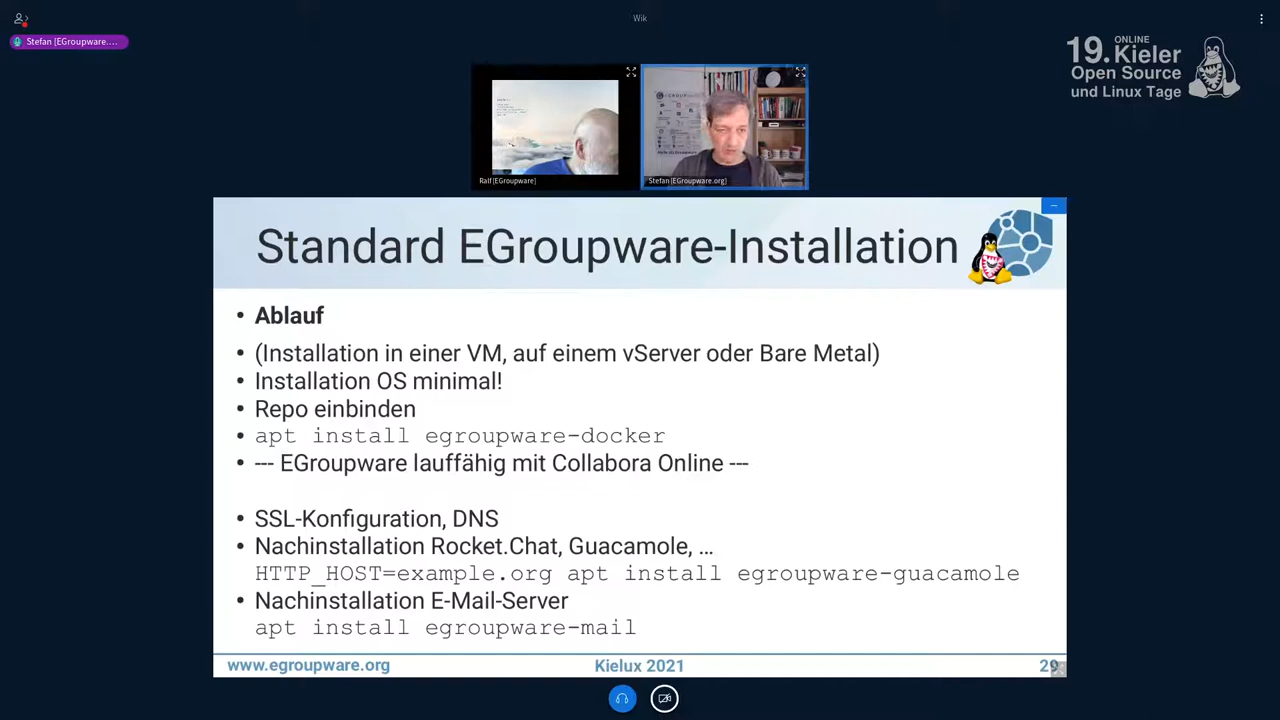 Wik
Stefan [EGroupware....
ONLINE
19. Kieler
Open Source
und Linux Tage
Ralf [EGroupware]
Stefan [EGroupware.org]
Standard EGroupware-Installation
• Ablauf
• (Installation in einer VM, auf einem vServer oder Bare Metal)
• Installation OS minimal!
• Repo einbinden
• apt install egroupware-docker
• --- EGroupware lauffähig mit Collabora Online ---
• SSL-Konfiguration, DNS
• Nachinstallation Rocket.Chat, Guacamole, ...
HTTP_HOST=example.org apt install egroupware-guacamole
• Nachinstallation E-Mail-Server
apt install egroupware-mail
www.egroupware.org
Kielux 2021
29